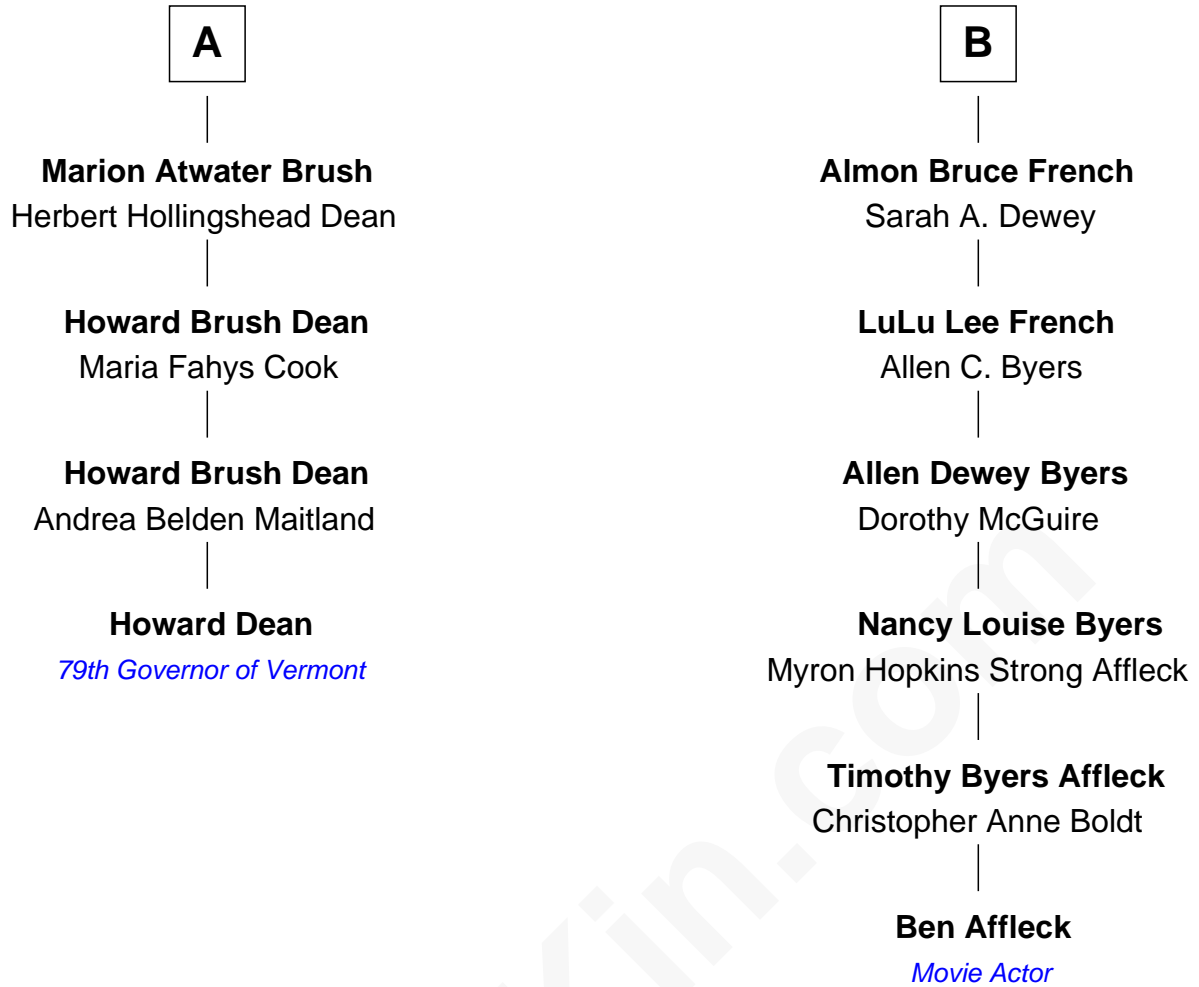 A
Marion Atwater Brush
Herbert Hollingshead Dean
Howard Brush Dean
Maria Fahys Cook
Howard Brush Dean
Andrea Belden Maitland
Howard Dean
79th Governor of Vermont
B
Almon Bruce French
Sarah A. Dewey
LuLu Lee French
Allen C. Byers
Allen Dewey Byers
Dorothy McGuire
Nancy Louise Byers
Myron Hopkins Strong Affleck
Timothy Byers Affleck
Christopher Anne Boldt
Ben Affleck
Movie Actor